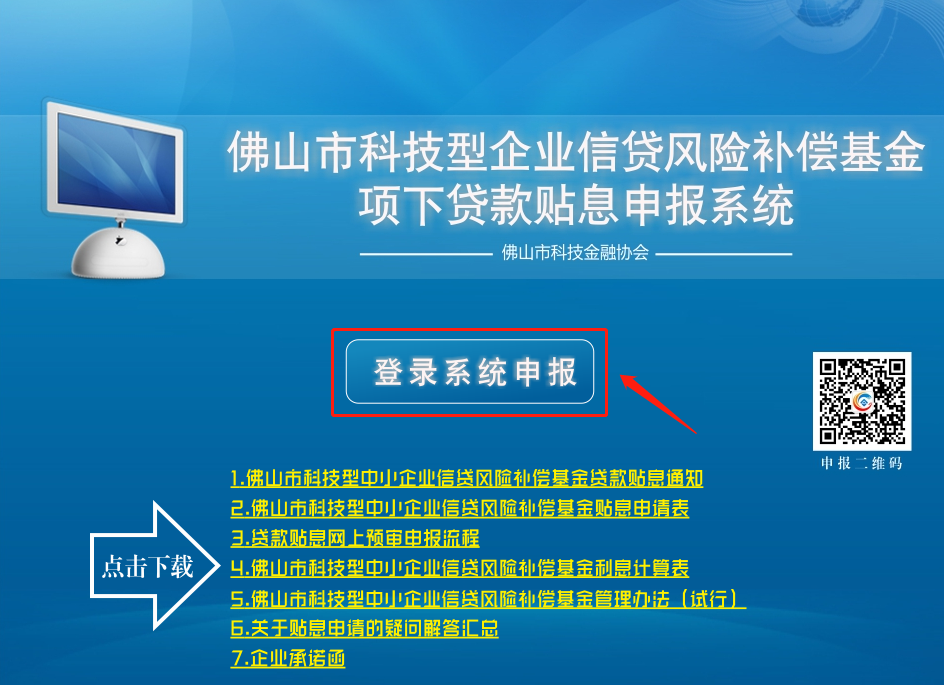 佛山市科技型企业信贷风险补偿基金
项下贷款贴息申报系统
佛山市科技金融协会
登录系统申报
申报二维码
点击下载
1.佛山市科技型中小企业信贷风险补偿基金贷款贴息通知
2.佛山市科技型中小企业信贷风险补偿基金贴息申请表
3.贷款贴息网上预审申报流程
4.佛山市科技型中小企业信贷风险补偿基金利息计算表
5.佛山市科技型中小企业信贷风险补偿基金管理办法（试行）
6.关于贴息申请的疑问解答汇总
7.企业承诺函